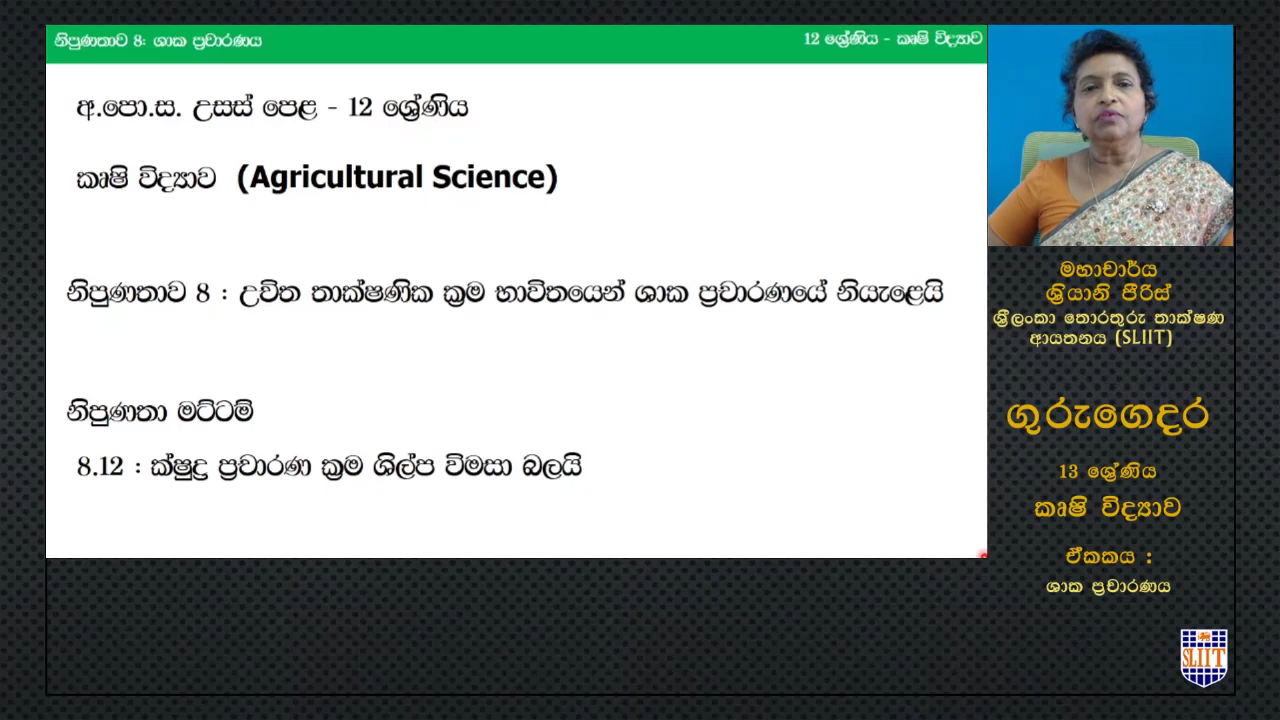 නිපුණතාව 8: ශාක ප්‍රචාරණය
12 ශ්‍රේණිය - කෘෂි විද්‍යාව
අ.පො.ස. උසස් පෙළ - 12 ශ්‍රේණිය
කෘෂි විද්‍යාව (Agricultural Science)
නිපුණතාව 8 : උචිත තාක්ෂණික ක්‍රම භාවිතයෙන් ශාක ප්‍රචාරණයේ නියැළෙයි
නිපුණතා මට්ටම්
8.12 : ක්ෂුද්‍ර ප්‍රචාරණ ක්‍රම ශිල්ප විමසා බලයි
මහාචාර්ය
ශ්‍රියානි පීරිස්
ශ්‍රීලංකා තොරතුරු තාක්ෂණ
ආයතනය (SLIIT)
ගුරුගෙදර
13 ශ්‍රේණිය
කෘෂි විද්‍යාව
ඒකකය :
ශාක ප්‍රචාරණය
SLIIT